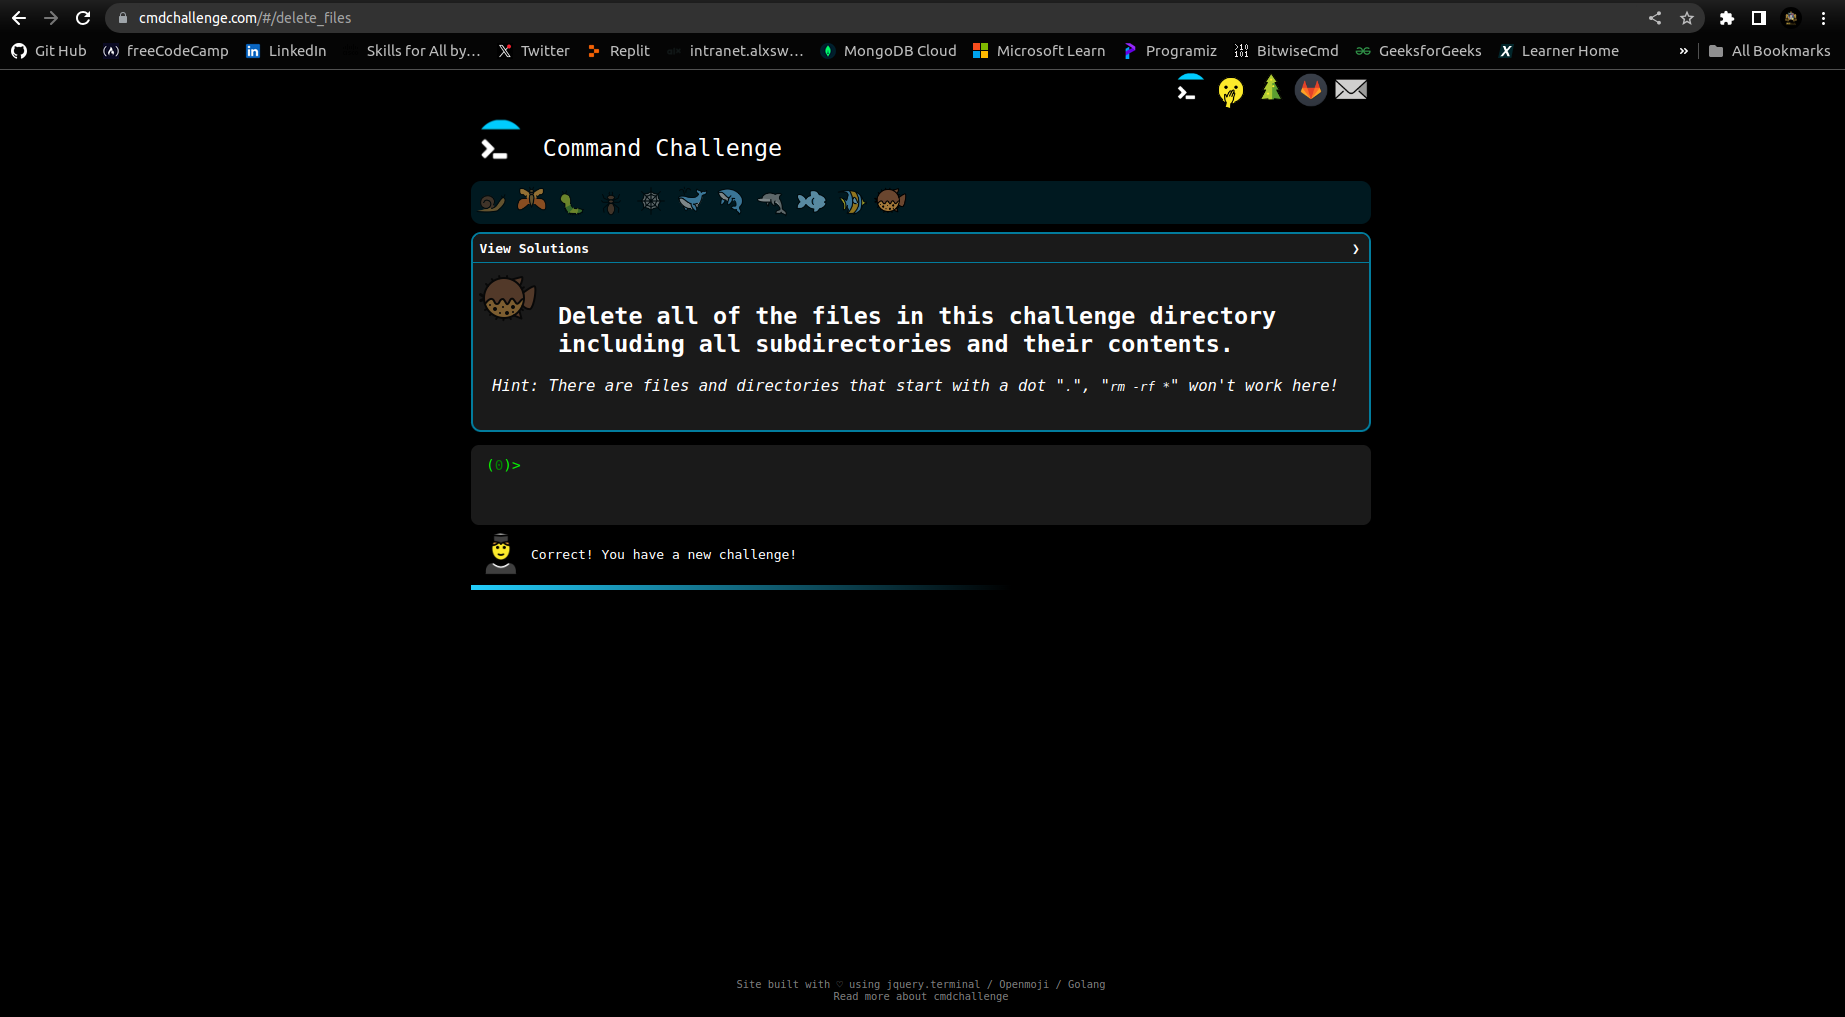 cmdchallenge.com/#/delete_files
Git Hub freeCodeCamp LinkedIn Skills for All by... Twitter Replit intranet.alxsw... MongoDB Cloud Microsoft Learn Programiz BitwiseCmd GeeksforGeeks Learner Home » All Bookmarks
Command Challenge
View Solutions ❯
Delete all of the files in this challenge directory
including all subdirectories and their contents.
Hint: There are files and directories that start with a dot ".", "rm -rf *" won't work here!
(0)>
Correct! You have a new challenge!
Site built with ♡ using jquery.terminal / Openmoji / Golang
Read more about cmdchallenge